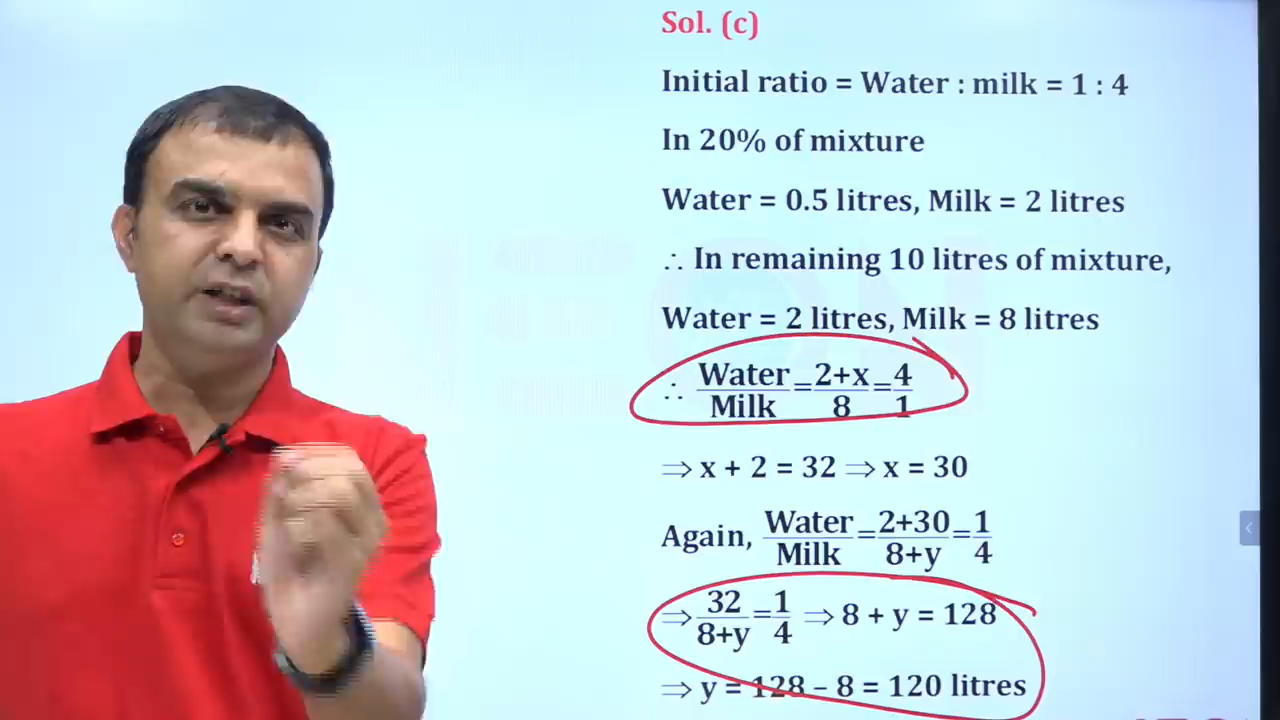 Sol. (c)
Initial ratio = Water : milk = 1 : 4
In 20% of mixture
Water = 0.5 litres, Milk = 2 litres
∴ In remaining 10 litres of mixture,
Water = 2 litres, Milk = 8 litres
∴ Water/Milk = 2+x/8 = 4/1
⇒ x + 2 = 32 ⇒ x = 30
Again, Water/Milk = 2+30/8+y = 1/4
⇒ 32/8+y = 1/4 ⇒ 8 + y = 128
⇒ y = 128 – 8 = 120 litres